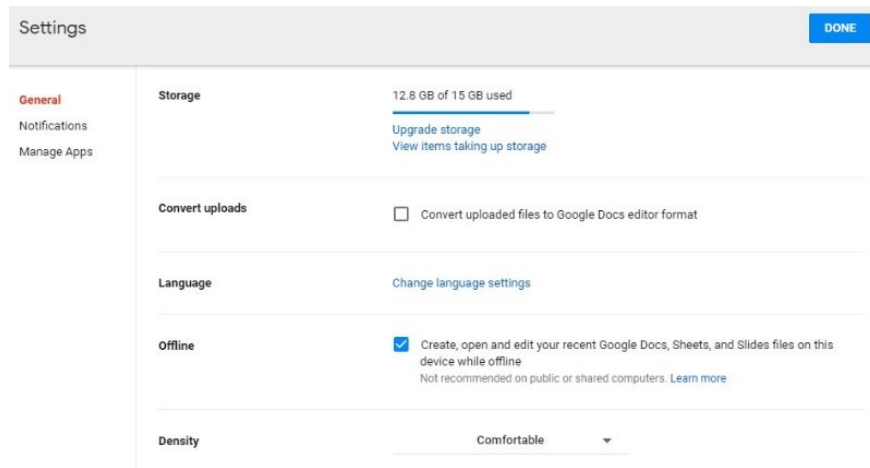 Settings
DONE
General
Notifications
Manage Apps
Storage
12.8 GB of 15 GB used
Upgrade storage
View items taking up storage
Convert uploads
Convert uploaded files to Google Docs editor format
Language
Change language settings
Offline
Create, open and edit your recent Google Docs, Sheets, and Slides files on this
device while offline
Not recommended on public or shared computers. Learn more
Density
Comfortable